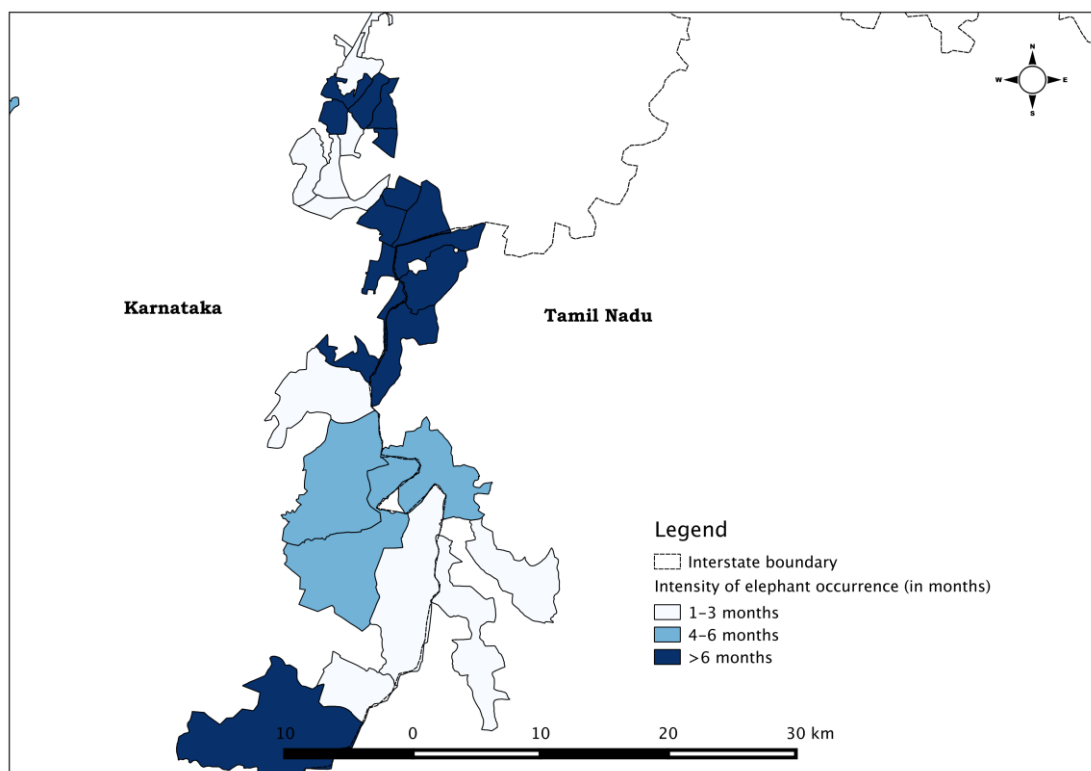 N
W E
S
Karnataka
Tamil Nadu
Legend
Interstate boundary
Intensity of elephant occurrence (in months)
1–3 months
4–6 months
>6 months
10 0 10 20 30 km